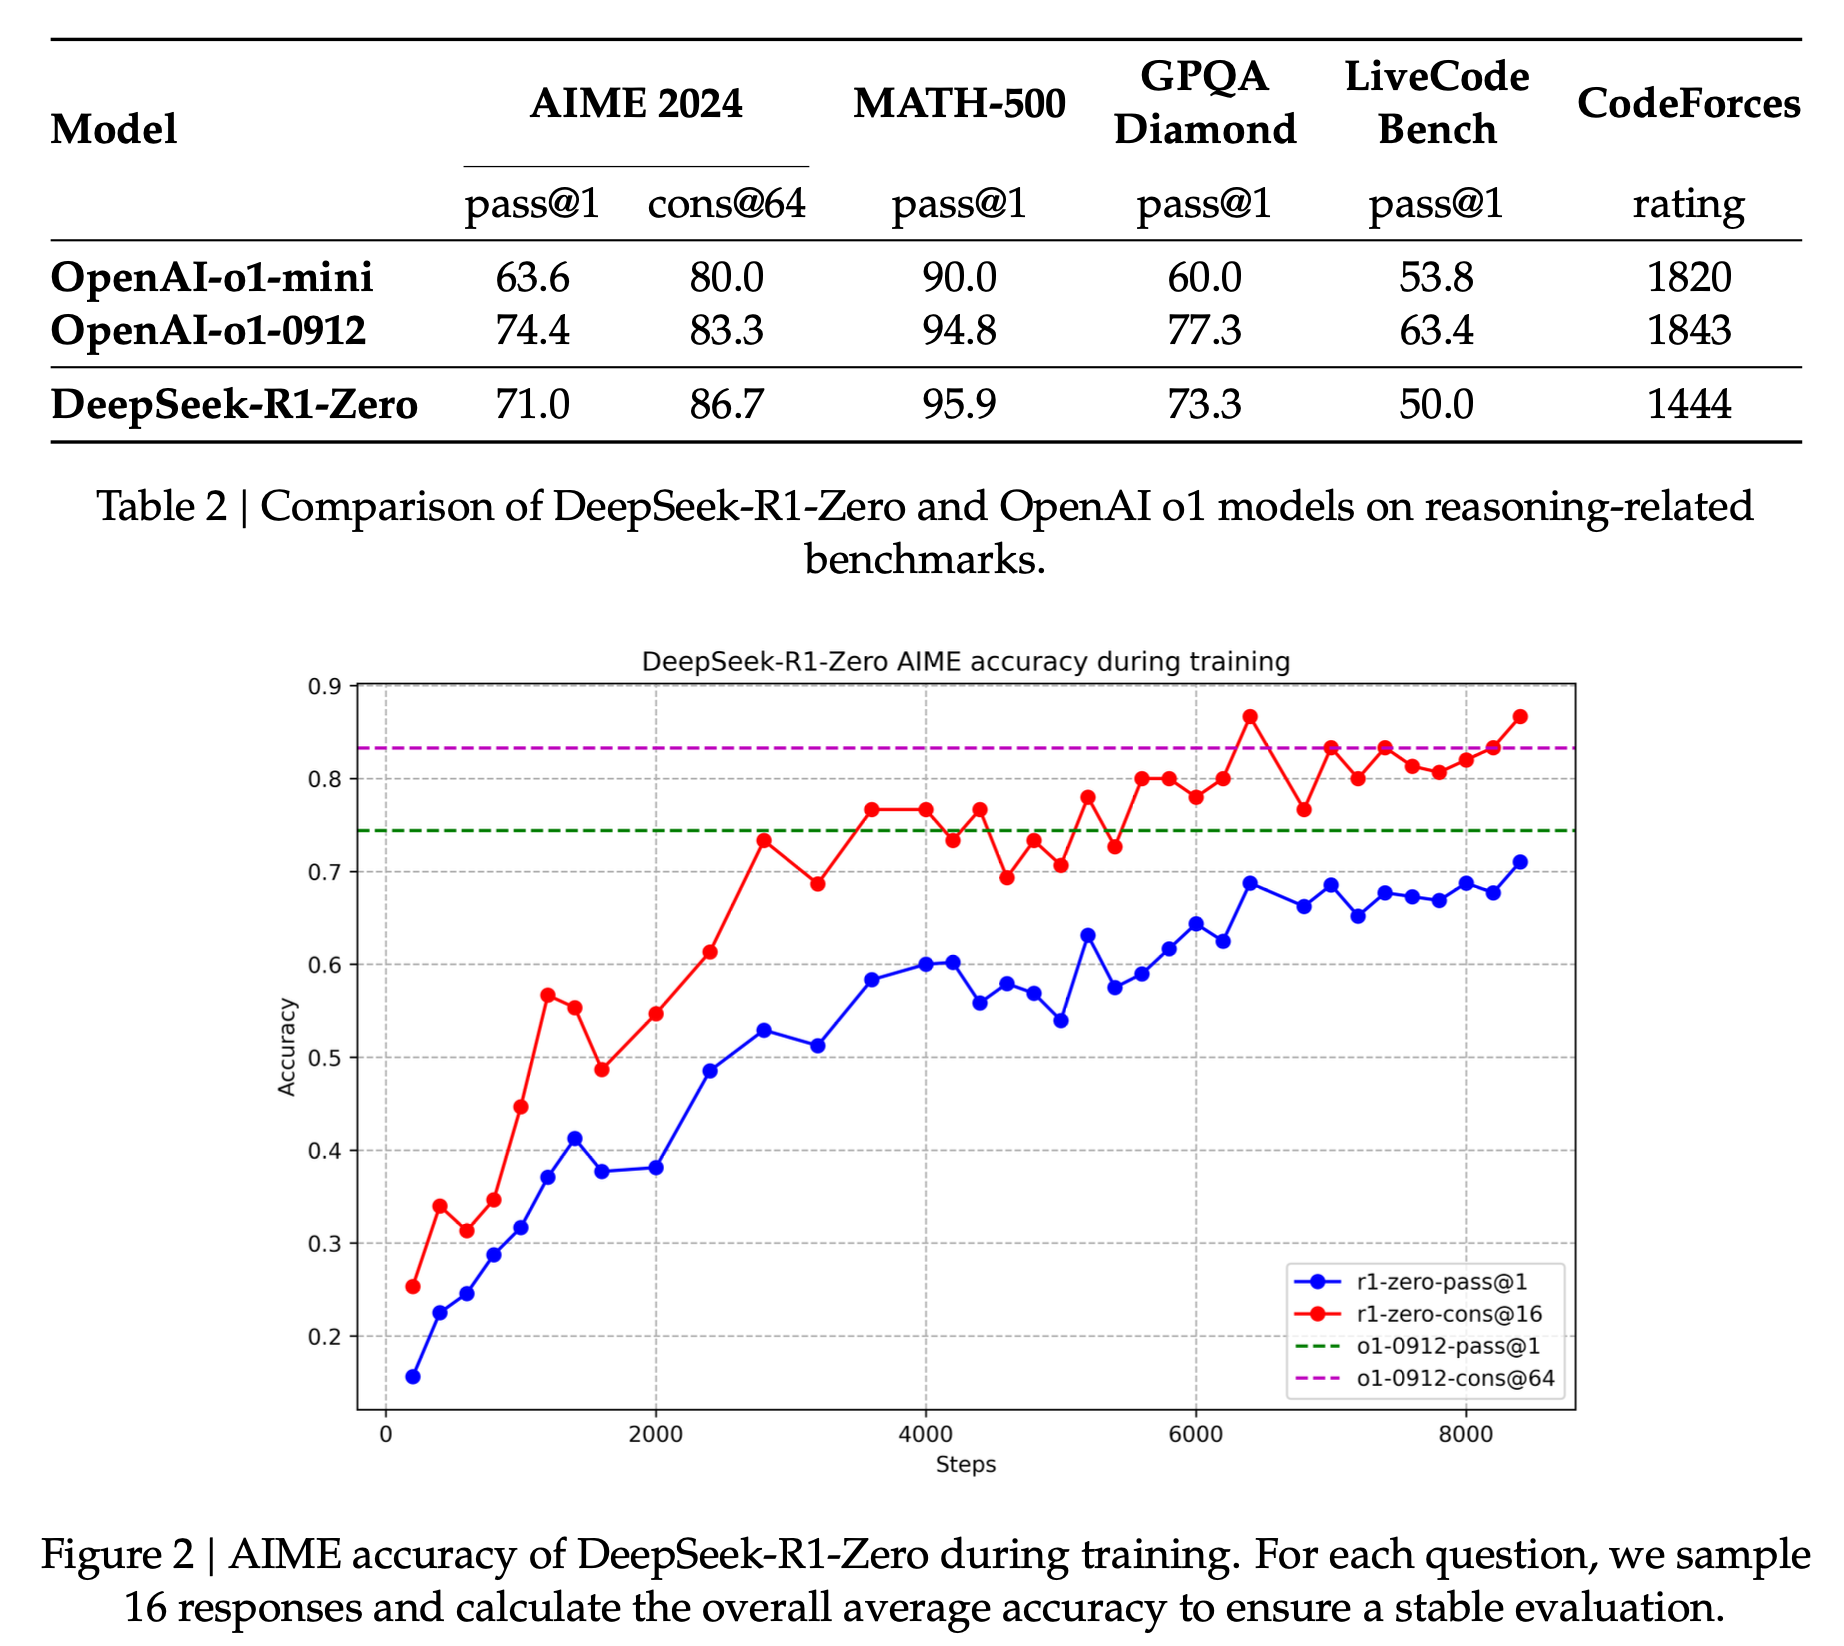 Model AIME 2024 MATH-500 GPQA Diamond LiveCode Bench CodeForces
pass@1 cons@64 pass@1 pass@1 pass@1 rating
OpenAI-o1-mini 63.6 80.0 90.0 60.0 53.8 1820
OpenAI-o1-0912 74.4 83.3 94.8 77.3 63.4 1843
DeepSeek-R1-Zero 71.0 86.7 95.9 73.3 50.0 1444
Table 2 | Comparison of DeepSeek-R1-Zero and OpenAI o1 models on reasoning-related
benchmarks.
DeepSeek-R1-Zero AIME accuracy during training
0.9
0.8
0.7
0.6
0.5
0.4
0.3
0.2
Accuracy
r1-zero-pass@1
r1-zero-cons@16
o1-0912-pass@1
o1-0912-cons@64
0 2000 4000 6000 8000
Steps
Figure 2 | AIME accuracy of DeepSeek-R1-Zero during training. For each question, we sample
16 responses and calculate the overall average accuracy to ensure a stable evaluation.